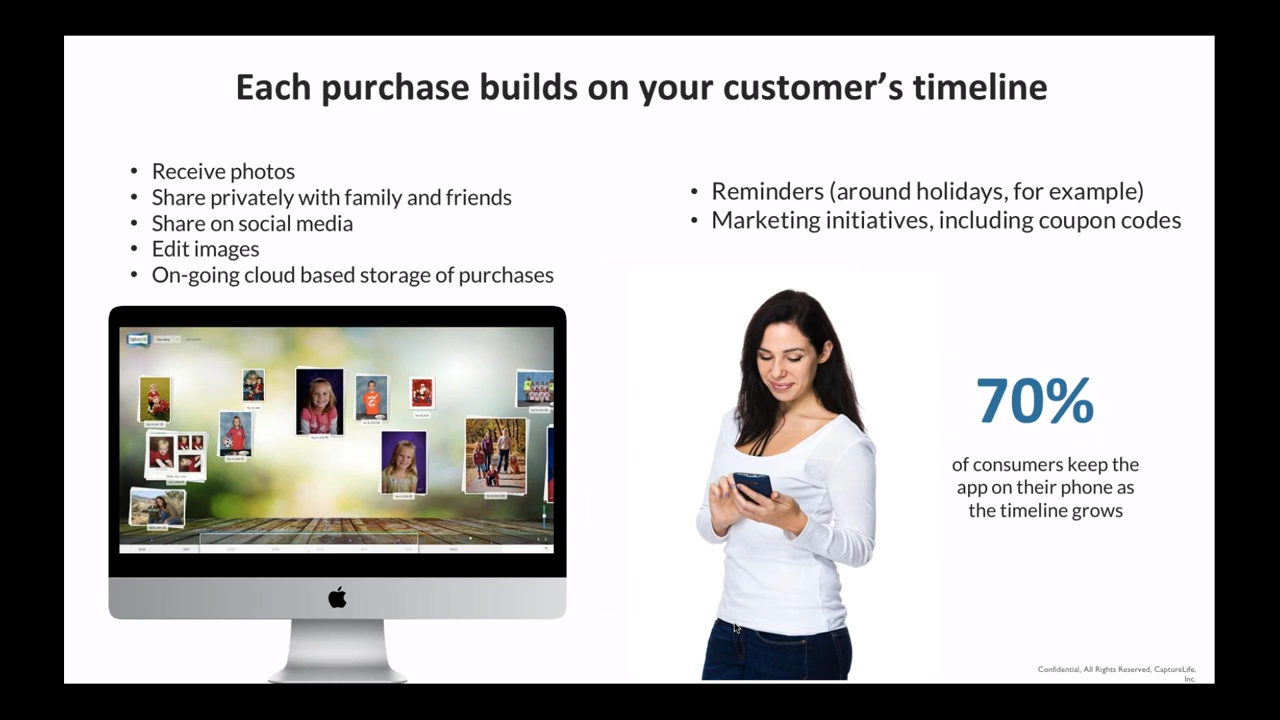 Each purchase builds on your customer’s timeline
• Receive photos
• Share privately with family and friends
• Share on social media
• Edit images
• On-going cloud based storage of purchases
• Reminders (around holidays, for example)
• Marketing initiatives, including coupon codes
70%
of consumers keep the
app on their phone as
the timeline grows
Confidential, All Rights Reserved, CaptureLife,
Inc.